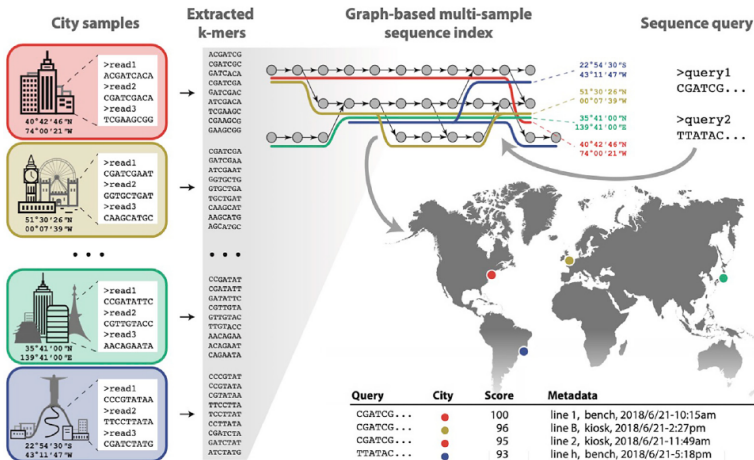 City samples
Extracted
k-mers
Graph-based multi-sample
sequence index
Sequence query
>read1
ACGATCACA
>read2
CGATCGACA
>read3
TCGAAGCGG
40°42'46"N
74°00'21"W
>read1
CGATCGAAT
>read2
GGTGCTGAT
>read3
CAAGCATGC
51°30'26"N
00°07'39"W
• • •
>read1
CCGATATTC
>read2
CGTTGTACC
>read3
AACAGAATA
35°41'00"N
139°41'00"E
>read1
CCCGTATAA
>read2
TTCCTTATA
>read3
CGATCTATG
22°54'30"S
43°11'47"W
ACGATCG
CGATCGC
GATCACA
CGATCGA
GATCGAC
ATCGACA
TCGAAGC
CGAAGCG
GAAGCGG
CGATCGA
GATCGAA
ATCGAAT
GGTGCTG
GTGCTGA
TGCTGAT
CAAGCAT
AAGCATG
AGCATGC
• • •
CCGATAT
CGATATT
GATATTC
CGTTGTA
GTTGTAC
TTGTACC
AACAGAA
ACAGAAT
CAGAATA
CCCGTAT
CCGTATA
CGTATAA
TTCCTTA
TCCTTAT
CCTTATA
CGATCTA
GATCTAT
ATCTATG
22°54'30"S
43°11'47"W
51°30'26"N
00°07'39"W
35°41'00"N
139°41'00"E
40°42'46"N
74°00'21"W
>query1
CGATCG...
>query2
TTATAC...
Query City Score Metadata
CGATCG... 100 line 1, bench, 2018/6/21-10:15am
CGATCG... 96 line B, kiosk, 2018/6/21-2:27pm
CGATCG... 95 line 2, kiosk, 2018/6/21-11:49am
TTATAC... 93 line h, bench, 2018/6/21-5:18pm